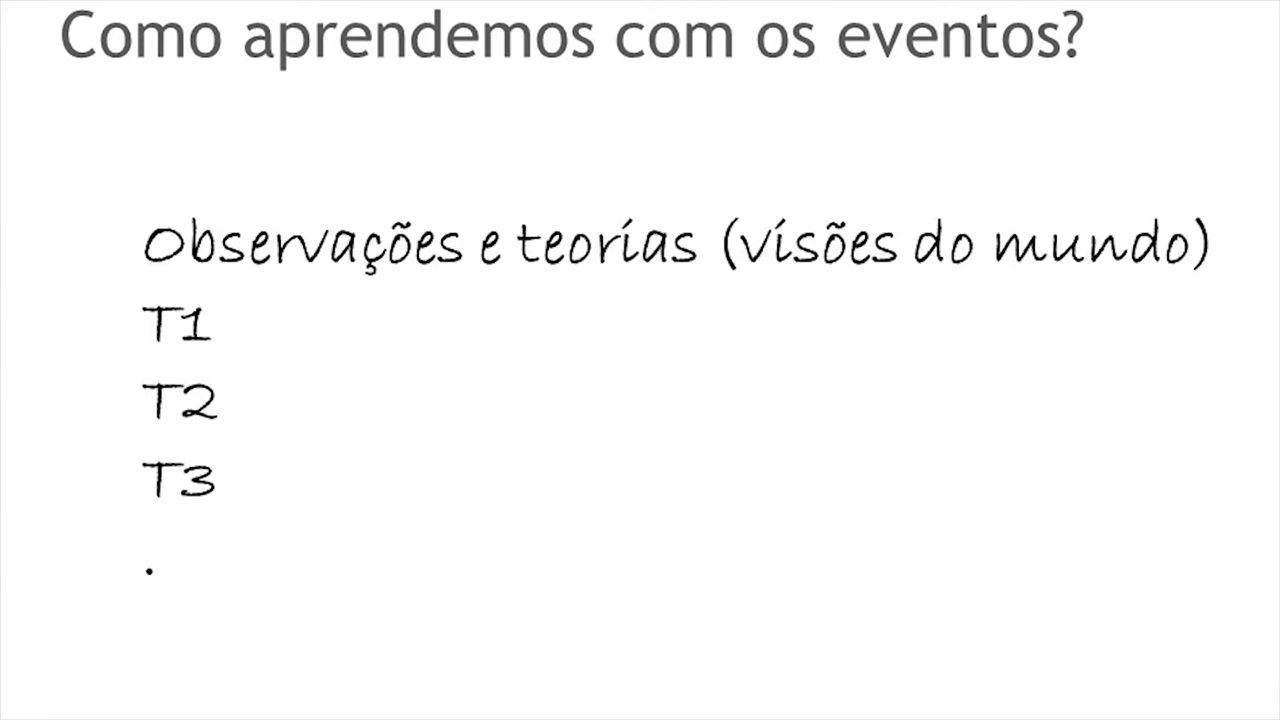 Como aprendemos com os eventos?
Observações e teorias (visões do mundo)
T1
T2
T3
.